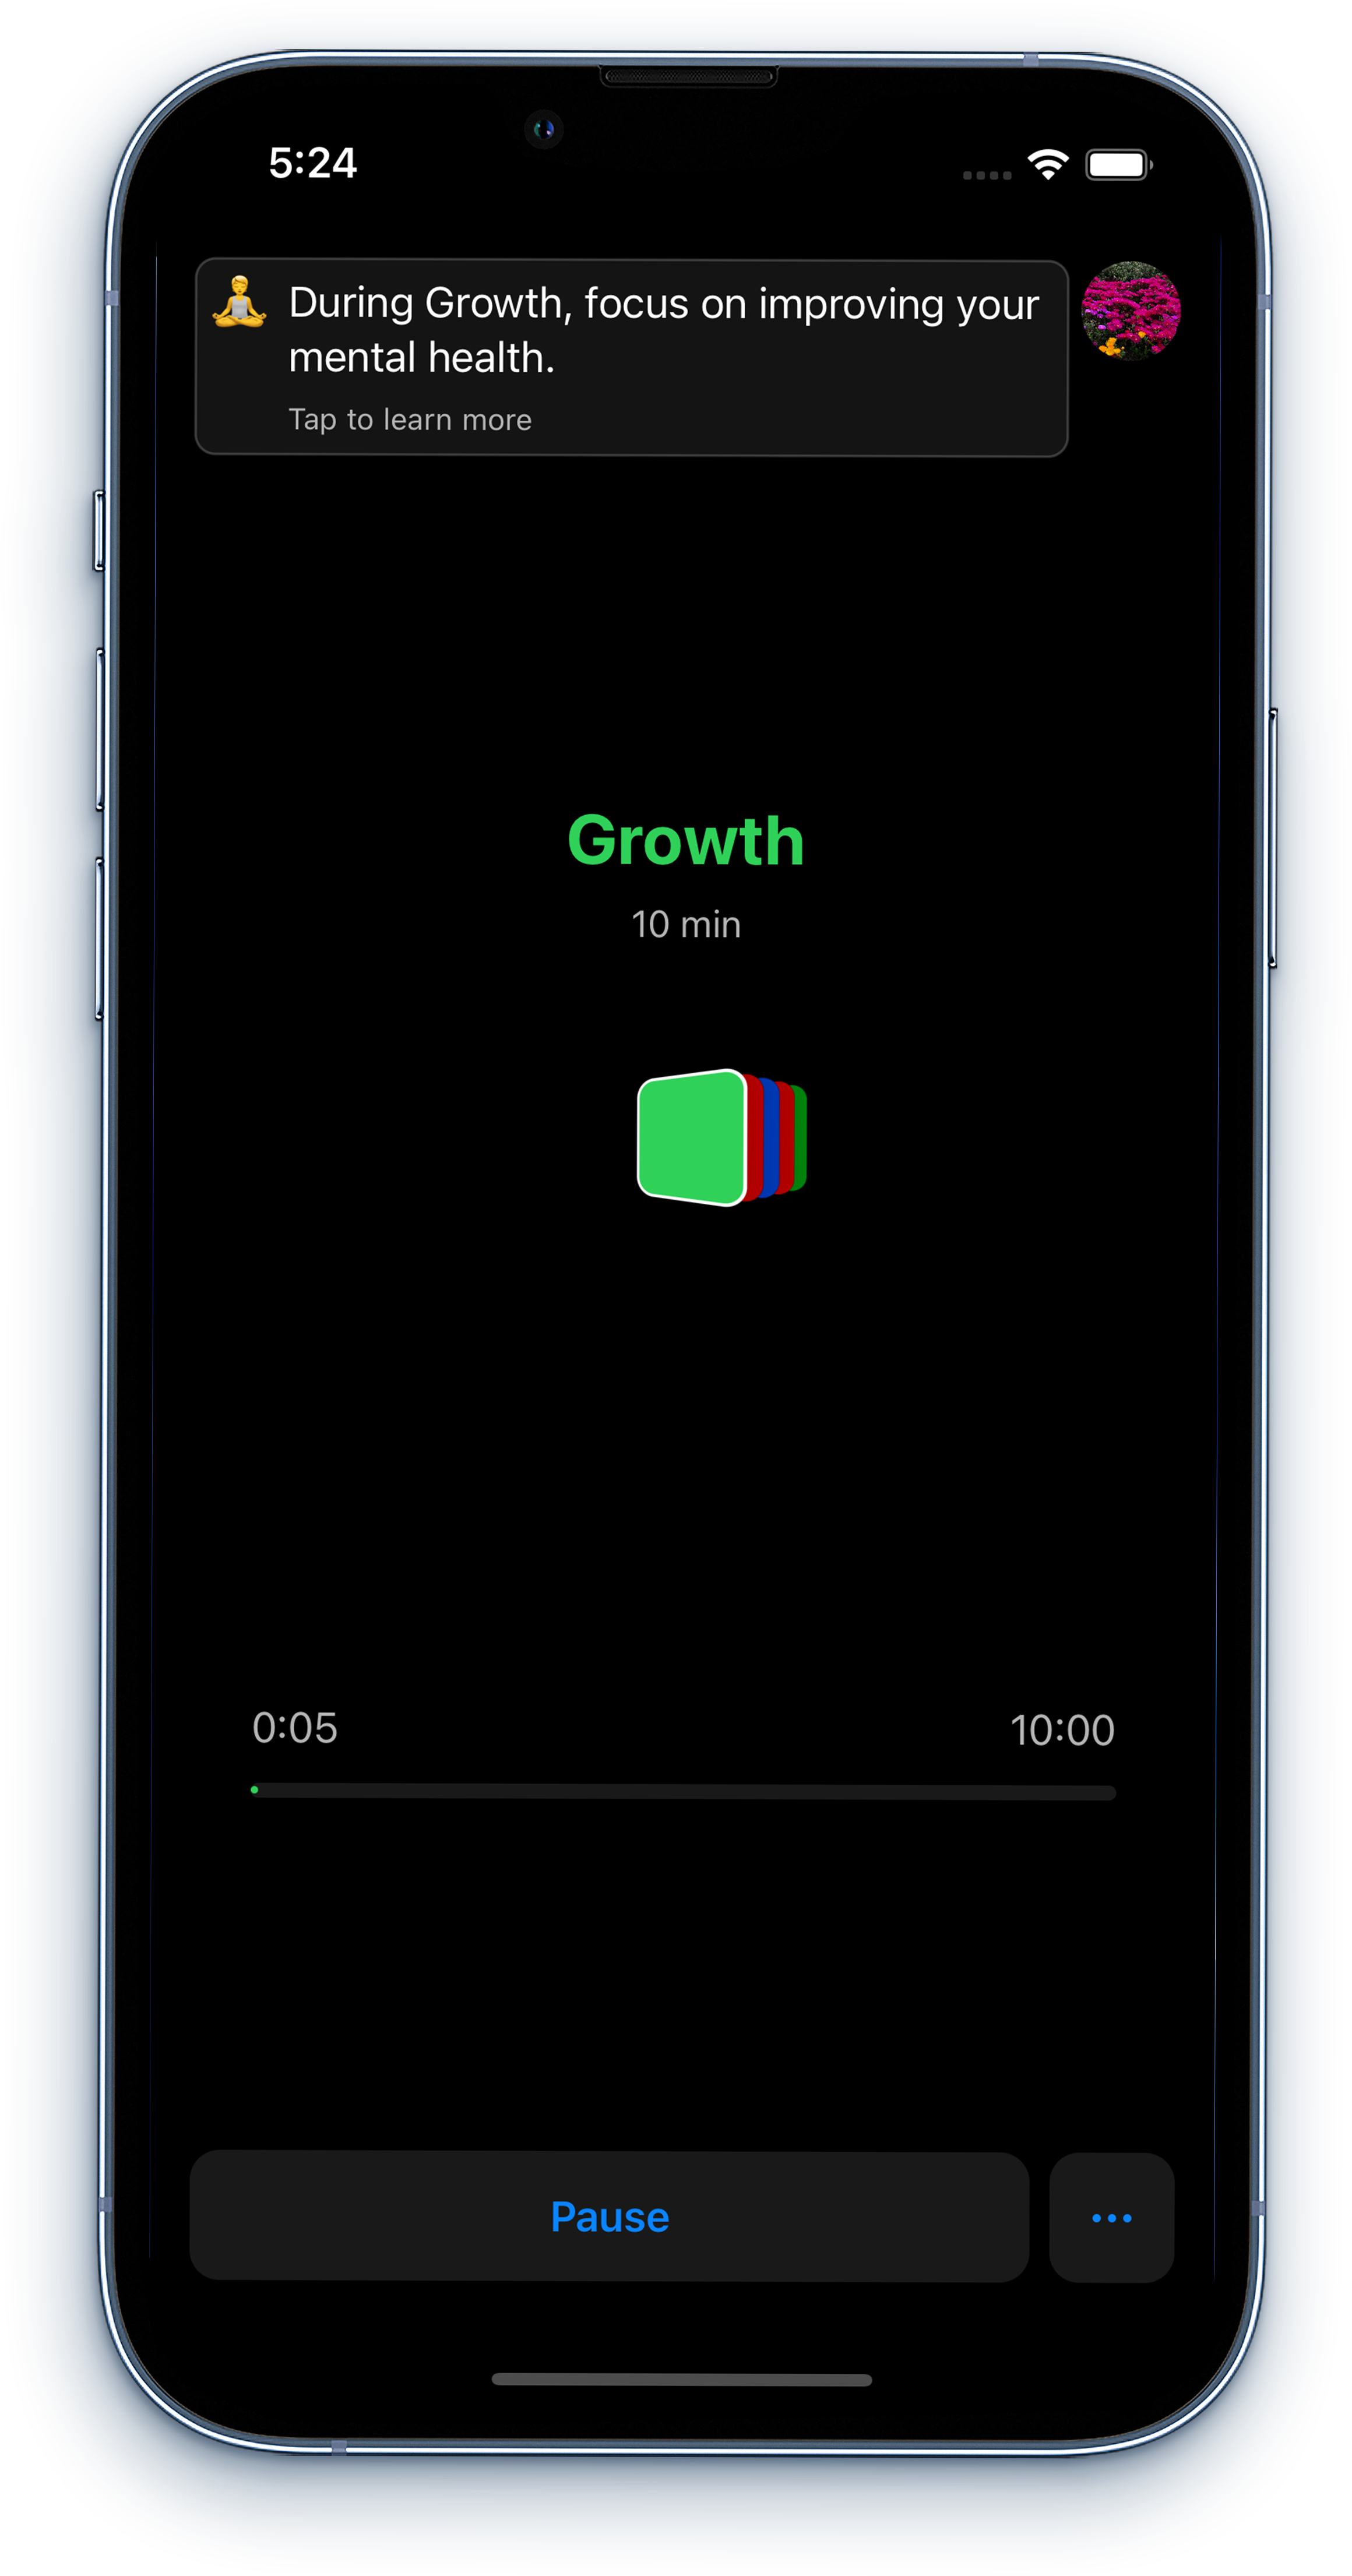 5:24
During Growth, focus on improving your
mental health.
Tap to learn more
Growth
10 min
0:05
10:00
Pause